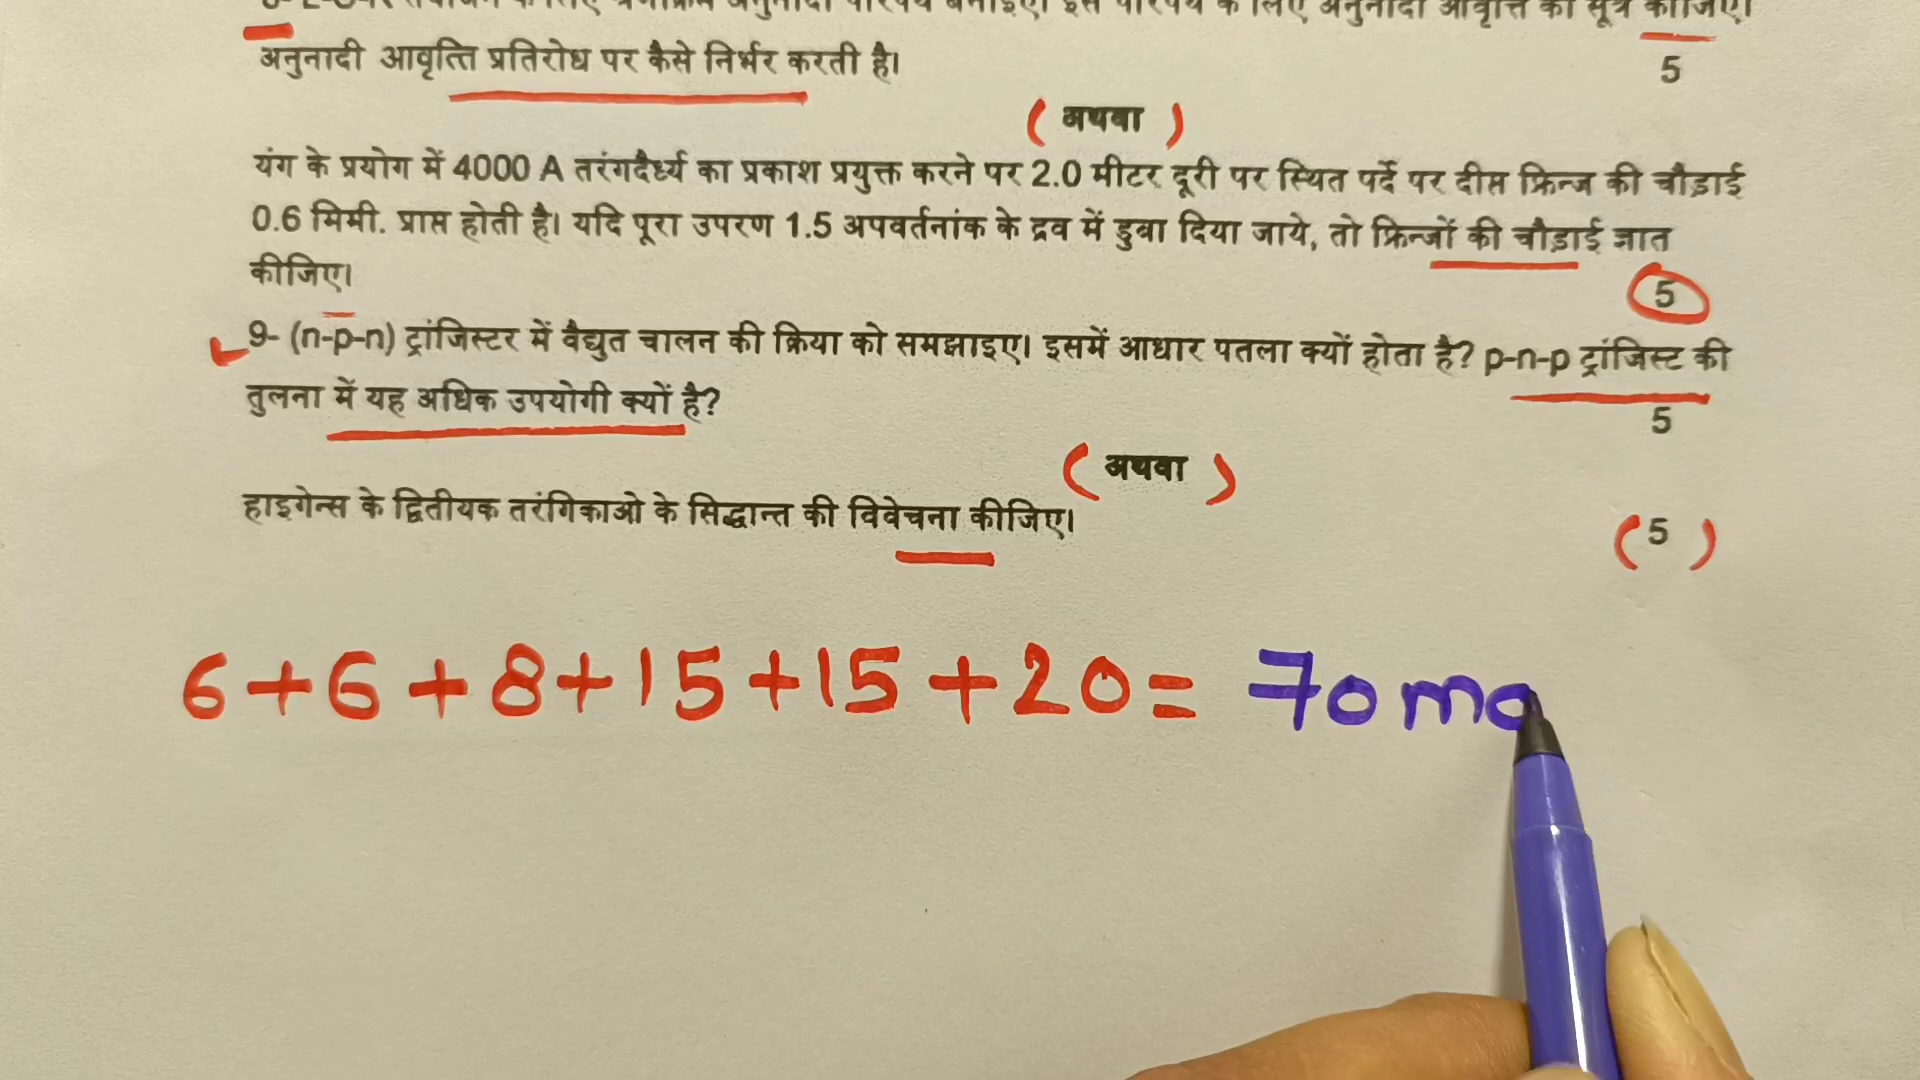 अनुनादी आवृत्ति प्रतिरोध पर कैसे निर्भर करती है।
5
( अथवा )
यंग के प्रयोग में 4000 A तरंगदैर्ध्य का प्रकाश प्रयुक्त करने पर 2.0 मीटर दूरी पर स्थित पर्दे पर दीप्त फ्रिन्ज की चौड़ाई
0.6 मिमी. प्राप्त होती है। यदि पूरा उपरण 1.5 अपवर्तनांक के द्रव में डुवा दिया जाये, तो फ्रिन्जों की चौड़ाई ज्ञात
कीजिए।
5
9- (n-p-n) ट्रांजिस्टर में वैद्युत चालन की क्रिया को समझाइए। इसमें आधार पतला क्यों होता है? p-n-p ट्रांजिस्ट की
तुलना में यह अधिक उपयोगी क्यों है?
5
( अथवा )
हाइगेन्स के द्वितीयक तरंगिकाओ के सिद्धान्त की विवेचना कीजिए।
( 5 )
6+6+8+15+15+20= 70 ma